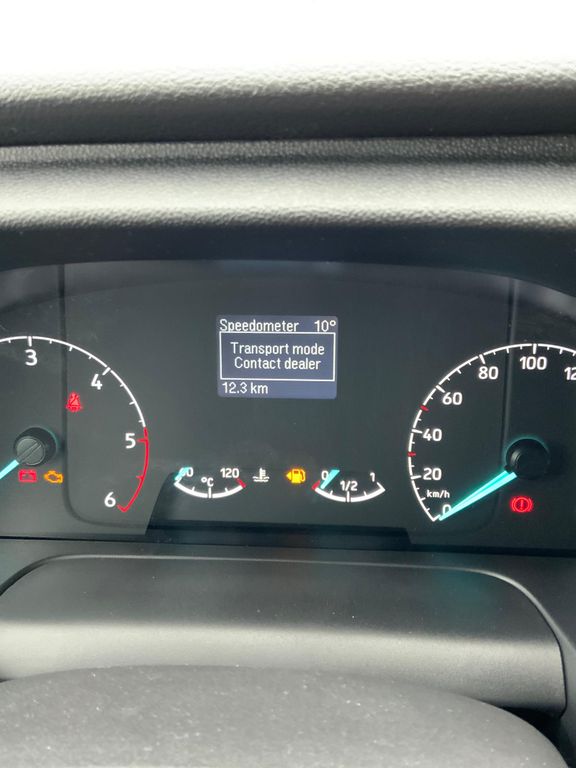 Speedometer 10°
Transport mode
Contact dealer
12.3 km
3
4
5
6
60 120
°C
0 1/2 1
0 20 40 60 80 100
km/h